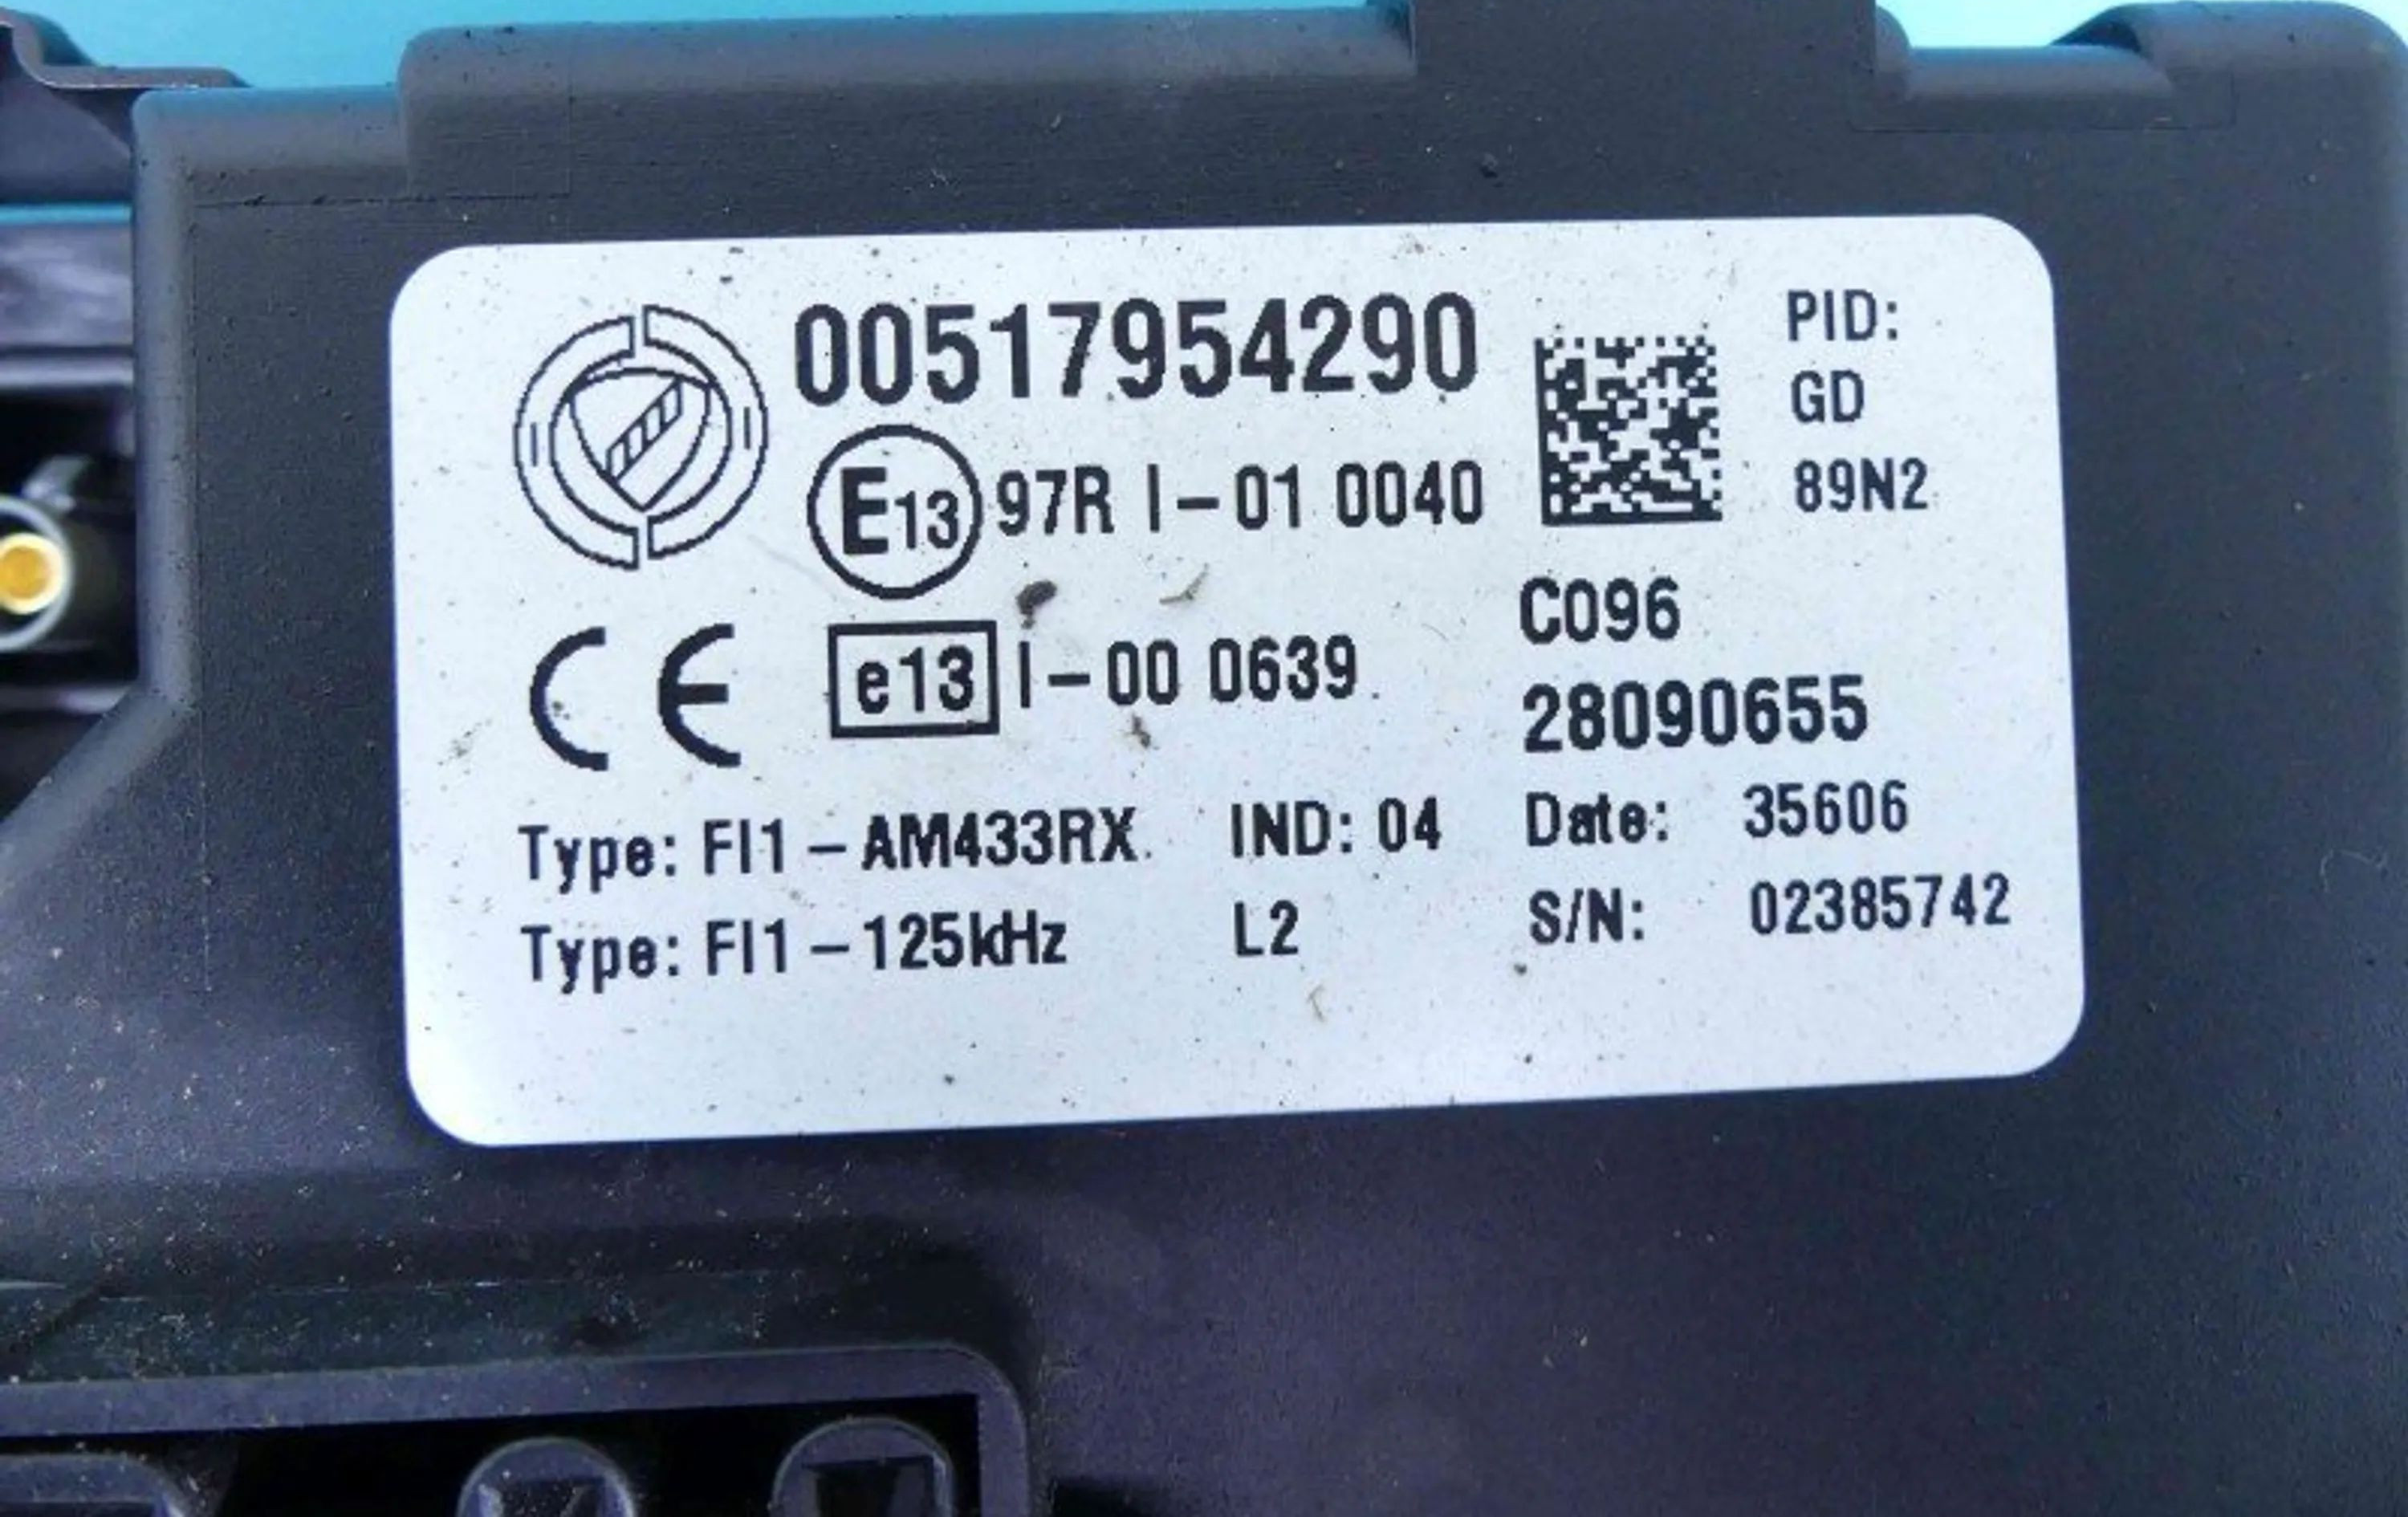 00517954290
E13 97R I-01 0040
CE e13 I-00 0639
Type: FI1-AM433RX IND: 04
Type: FI1-125kHz L2
PID:
GD
89N2
C096
28090655
Date: 35606
S/N: 02385742